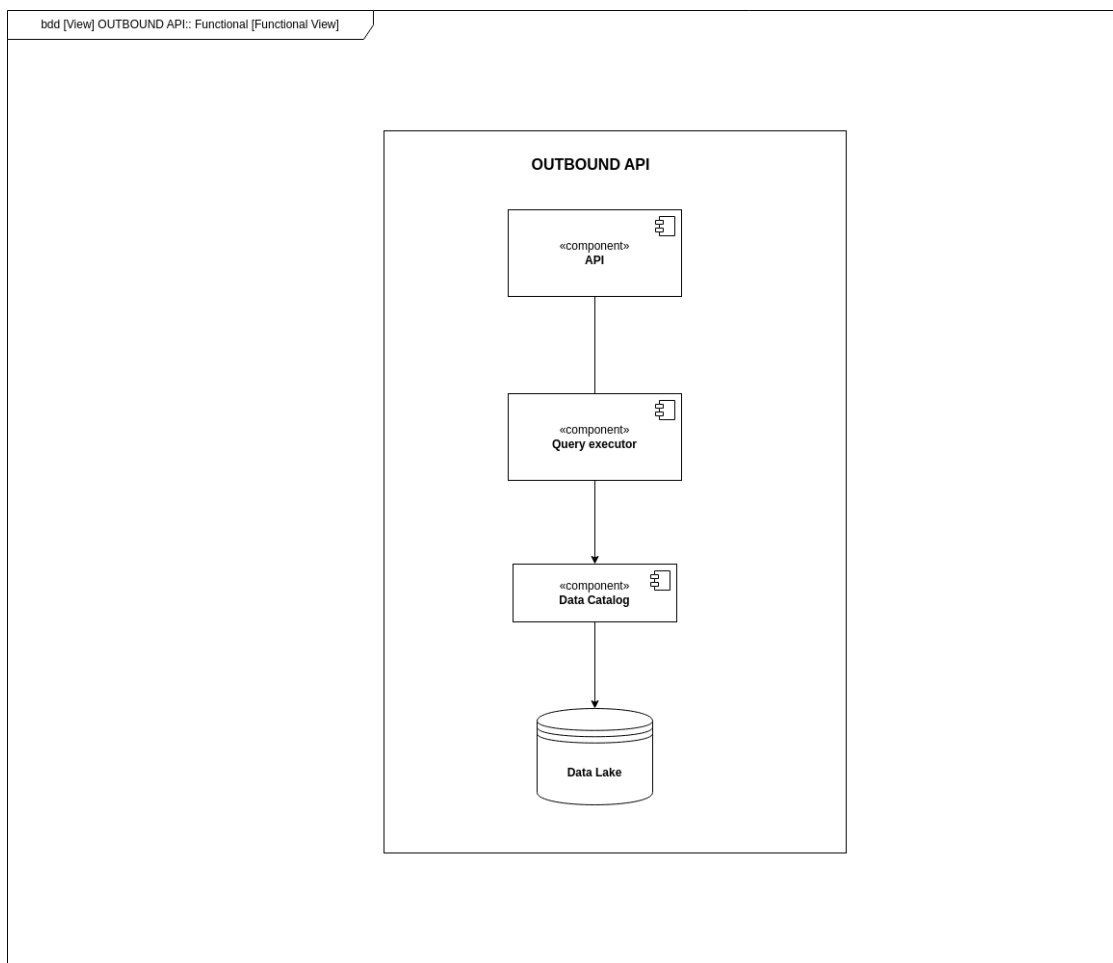 bdd [View] OUTBOUND API:: Functional [Functional View]
OUTBOUND API
«component»
API
«component»
Query executor
«component»
Data Catalog
Data Lake